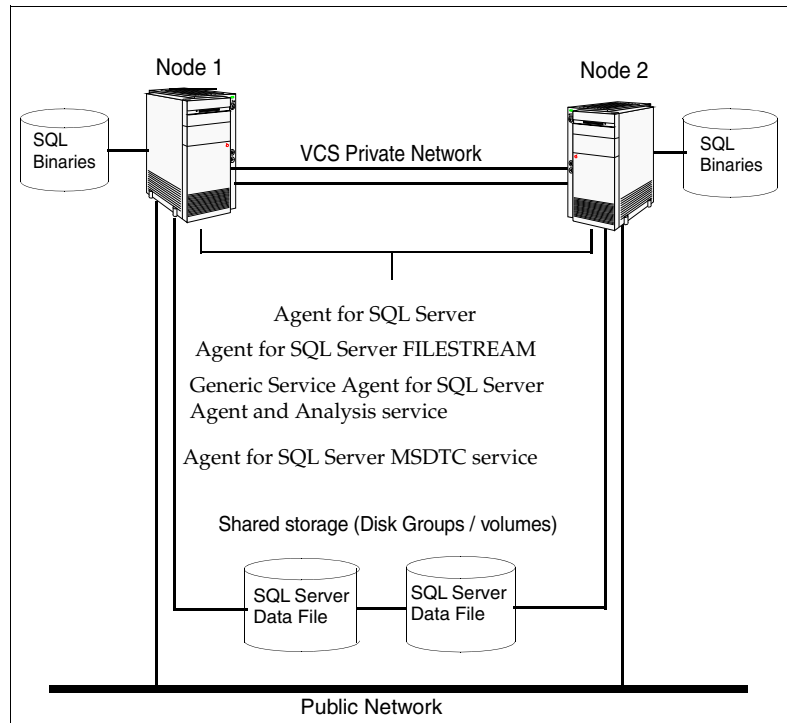 Node 1
Node 2
SQL
Binaries
VCS Private Network
SQL
Binaries
Agent for SQL Server
Agent for SQL Server FILESTREAM
Generic Service Agent for SQL Server
Agent and Analysis service
Agent for SQL Server MSDTC service
Shared storage (Disk Groups / volumes)
SQL Server
Data File
SQL Server
Data File
Public Network